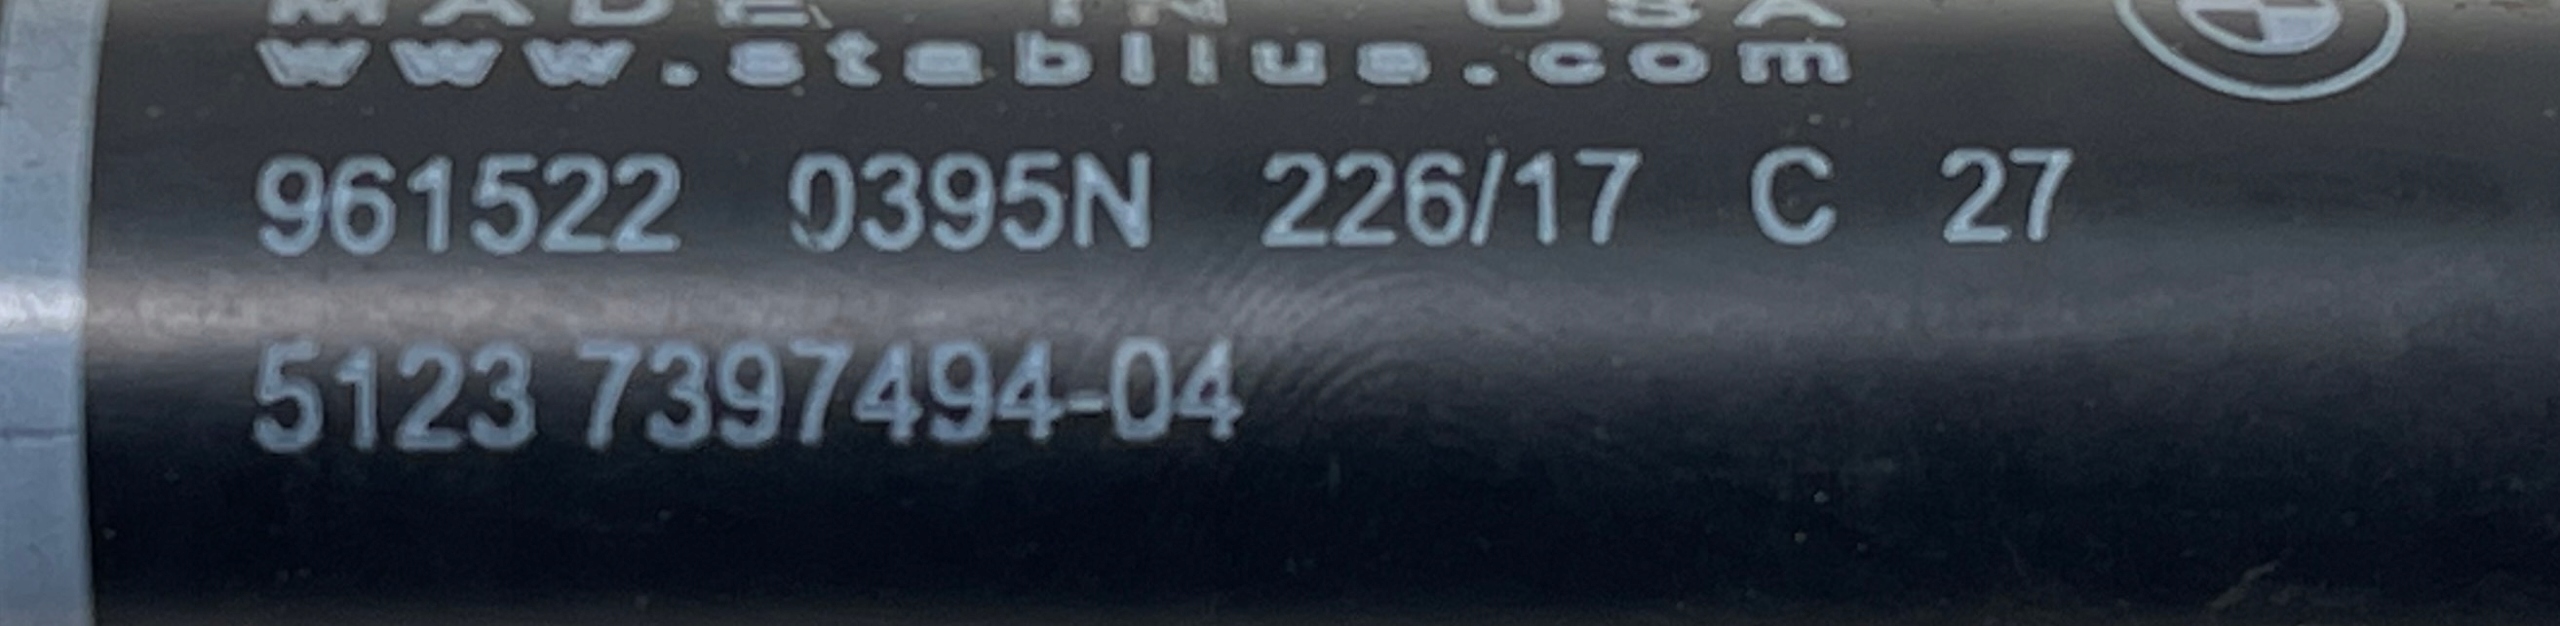 MADE IN USA
www.stabilus.com
961522 0395N 226/17 C 27
5123 7397494-04